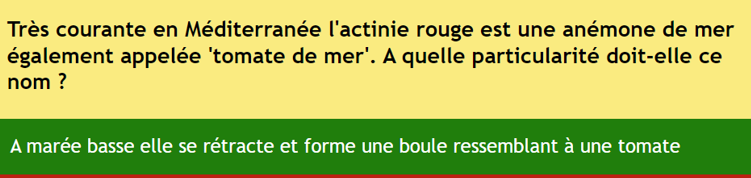 Très courante en Méditerranée l'actinie rouge est une anémone de mer
également appelée 'tomate de mer'. A quelle particularité doit-elle ce
nom ?
A marée basse elle se rétracte et forme une boule ressemblant à une tomate